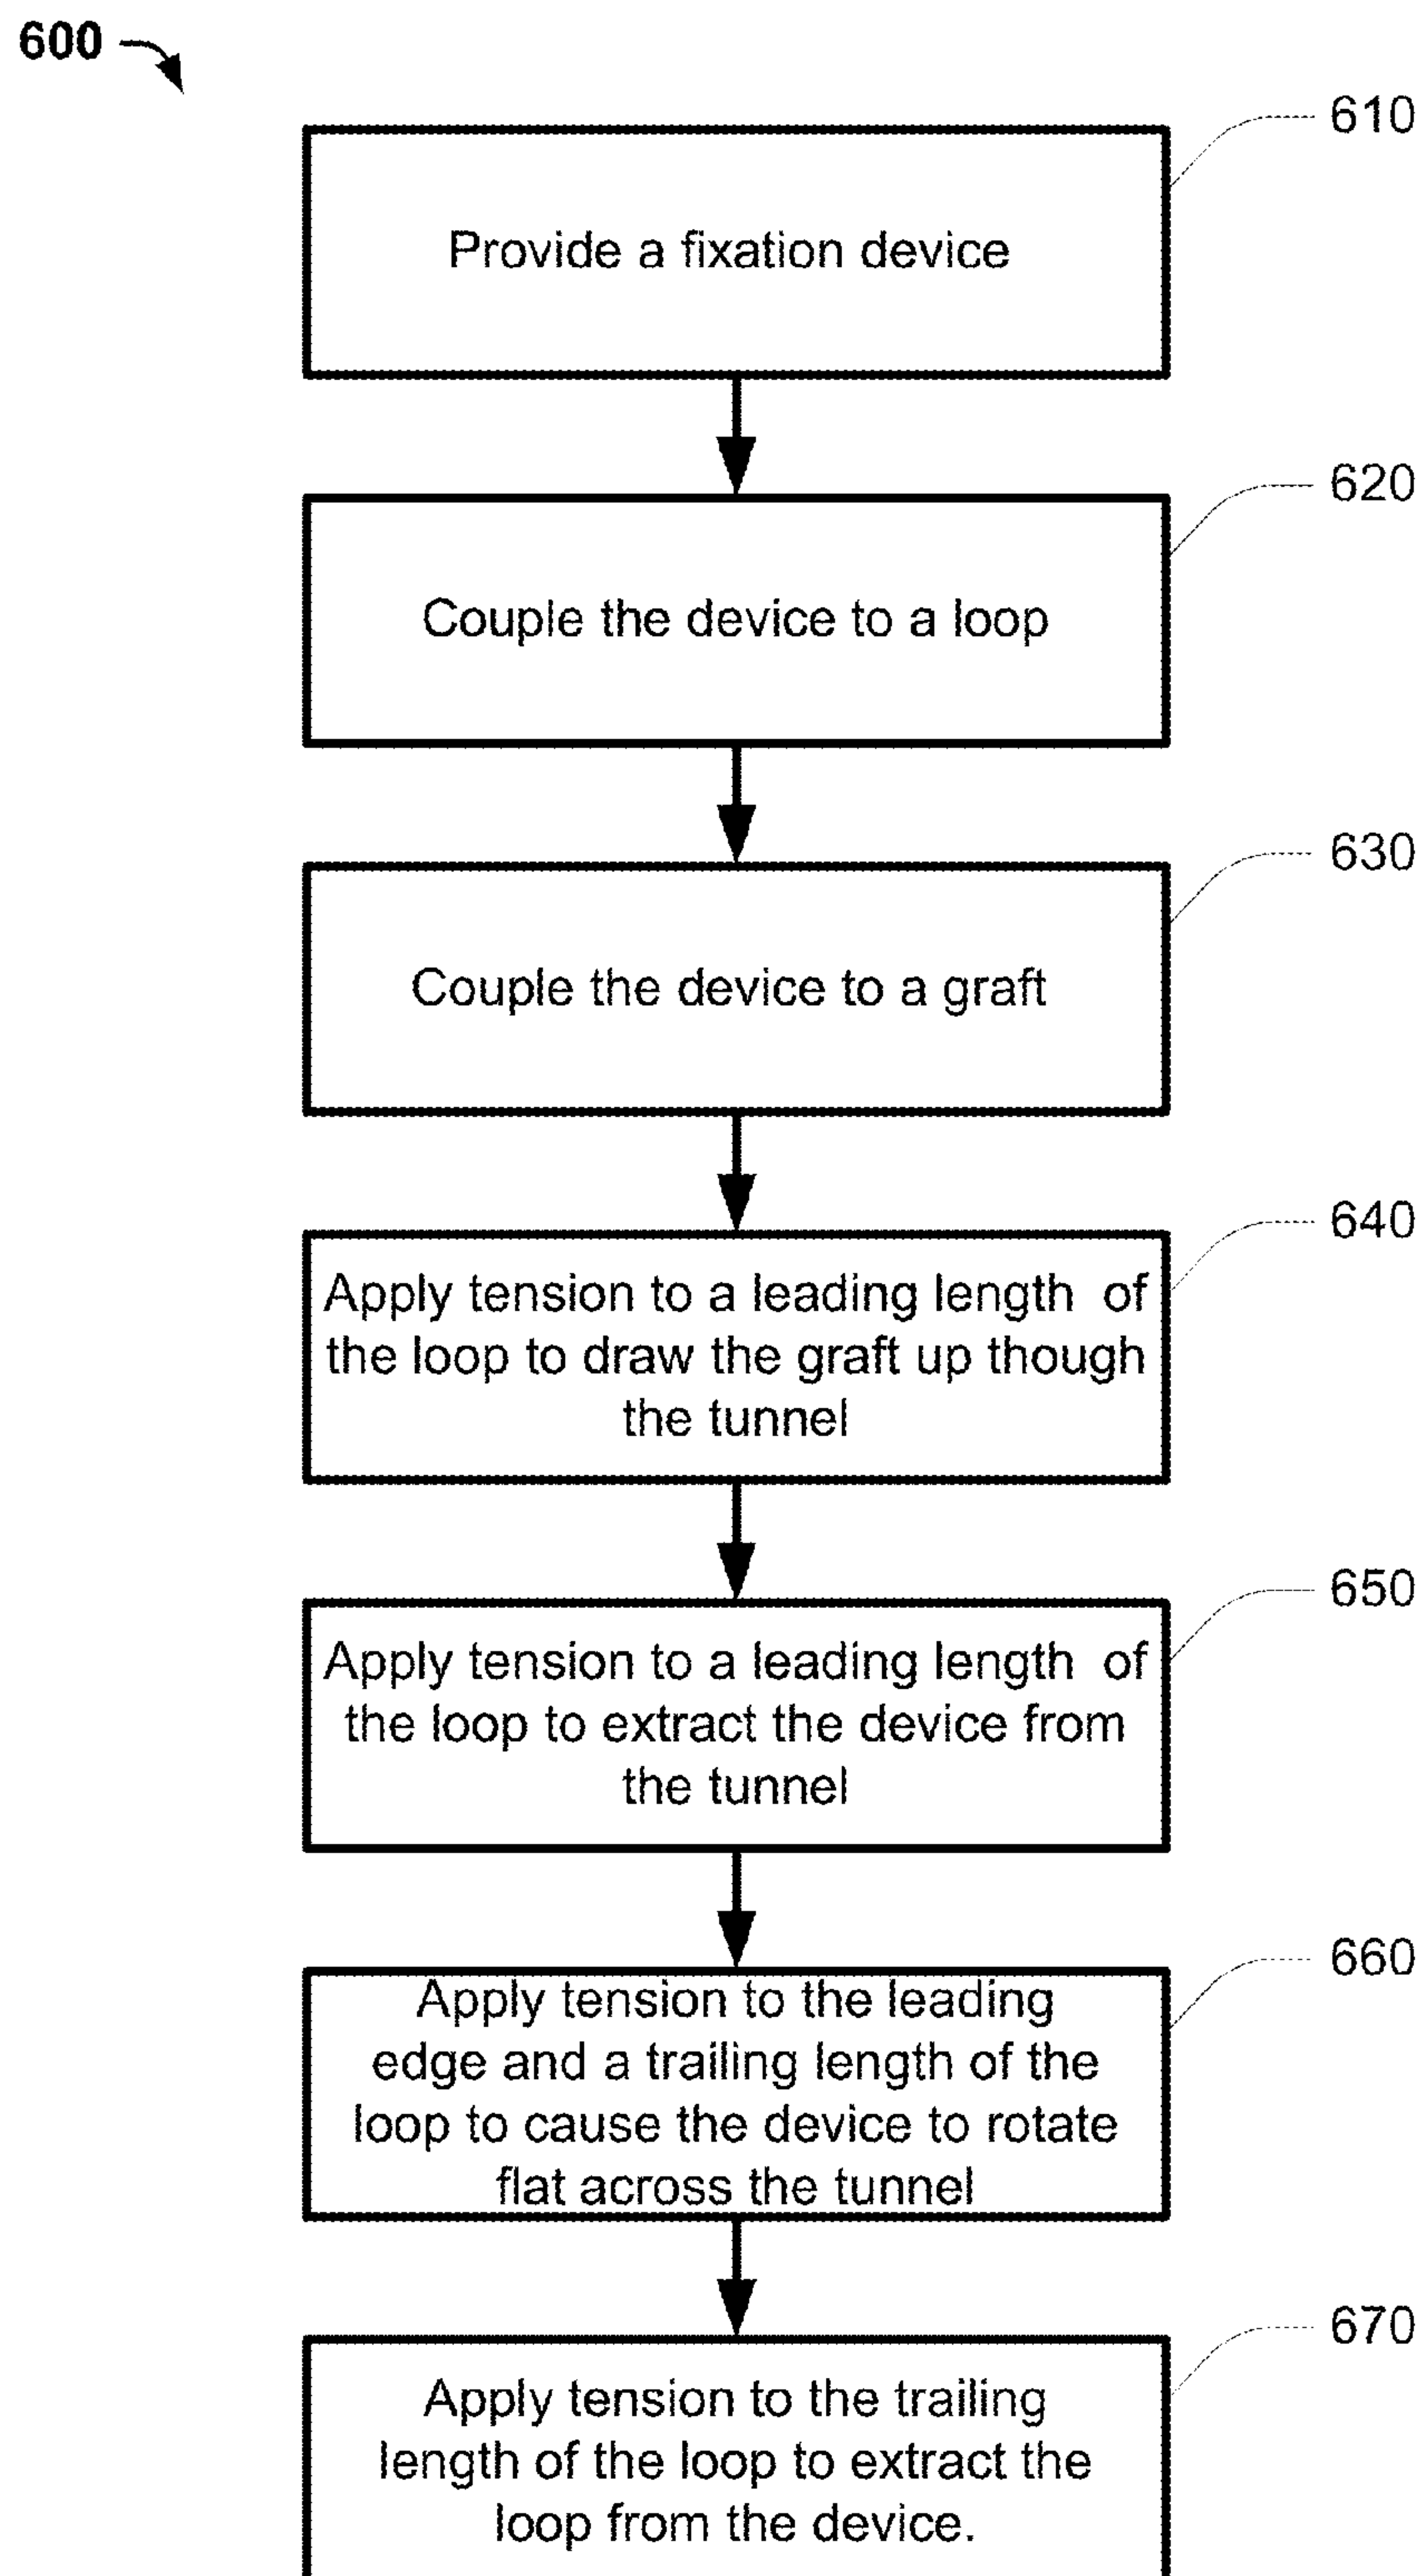 600
610
Provide a fixation device
620
Couple the device to a loop
630
Couple the device to a graft
640
Apply tension to a leading length of
the loop to draw the graft up though
the tunnel
650
Apply tension to a leading length of
the loop to extract the device from
the tunnel
660
Apply tension to the leading
edge and a trailing length of the
loop to cause the device to rotate
flat across the tunnel
670
Apply tension to the trailing
length of the loop to extract the
loop from the device.